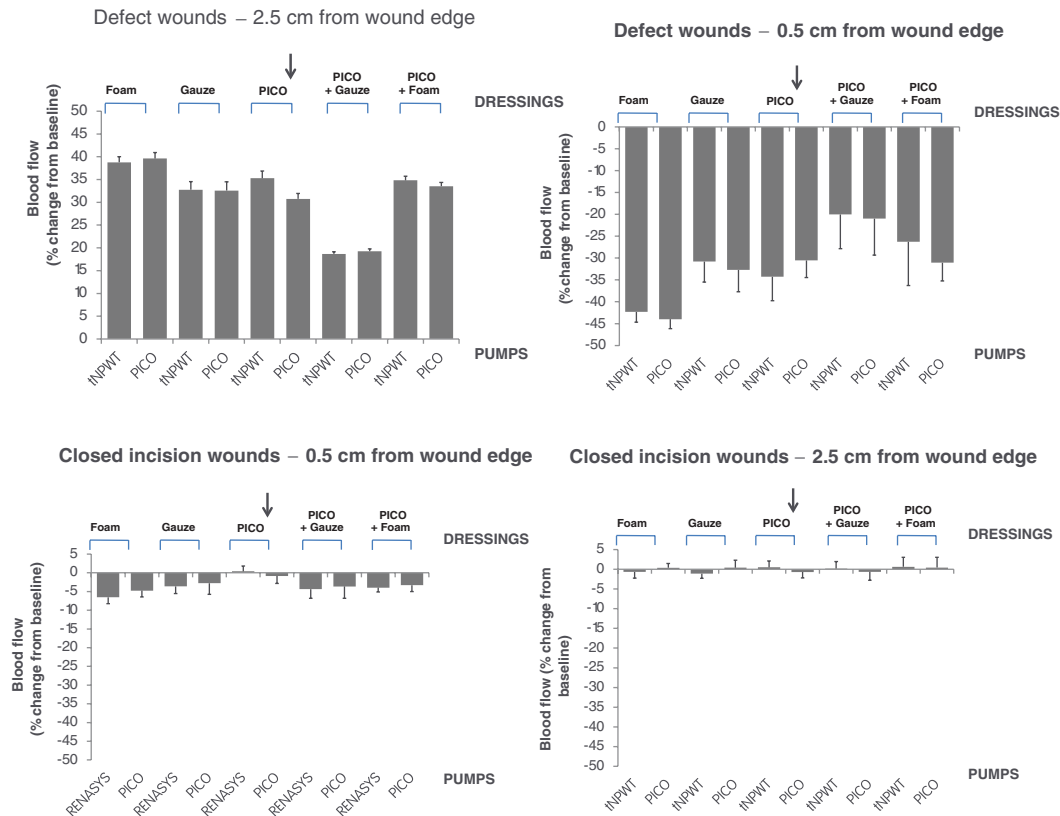 Defect wounds – 2.5 cm from wound edge
Foam
Gauze
PICO
PICO
+ Gauze
PICO
+ Foam
DRESSINGS
Blood flow
(% change from baseline)
50
45
40
35
30
25
20
15
10
5
0
tNPWT
PICO
tNPWT
PICO
tNPWT
PICO
tNPWT
PICO
tNPWT
PICO
PUMPS
Defect wounds – 0.5 cm from wound edge
Foam
Gauze
PICO
PICO
+ Gauze
PICO
+ Foam
DRESSINGS
Blood flow
(% change from baseline)
0
-5
-10
-15
-20
-25
-30
-35
-40
-45
-50
tNPWT
PICO
tNPWT
PICO
tNPWT
PICO
tNPWT
PICO
tNPWT
PICO
PUMPS
Closed incision wounds – 0.5 cm from wound edge
Foam
Gauze
PICO
PICO
+ Gauze
PICO
+ Foam
DRESSINGS
Blood flow
(% change from baseline)
5
0
-5
-10
-15
-20
-25
-30
-35
-40
-45
-50
RENASYS
PICO
RENASYS
PICO
RENASYS
PICO
RENASYS
PICO
RENASYS
PICO
PUMPS
Closed incision wounds – 2.5 cm from wound edge
Foam
Gauze
PICO
PICO
+ Gauze
PICO
+ Foam
DRESSINGS
Blood flow (% change from
baseline)
5
0
-5
-10
-15
-20
-25
-30
-35
-40
-45
-50
tNPWT
PICO
tNPWT
PICO
tNPWT
PICO
tNPWT
PICO
tNPWT
PICO
PUMPS